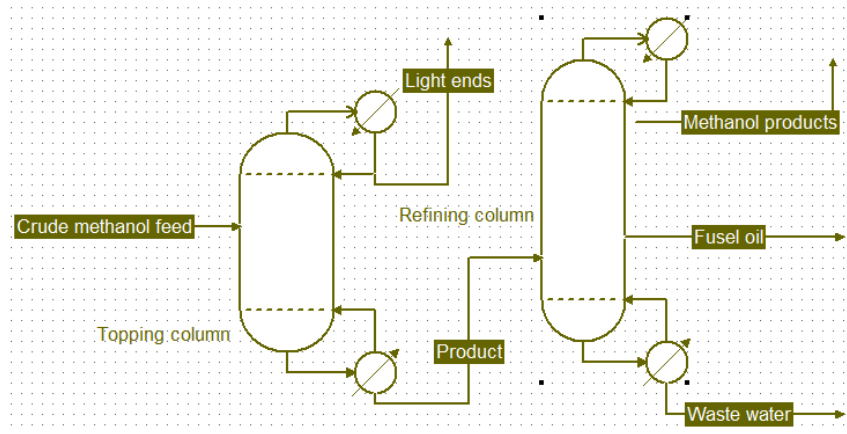 Light ends
Methanol products
Crude methanol feed
Refining column
Fusel oil
Topping column
Product
Waste water